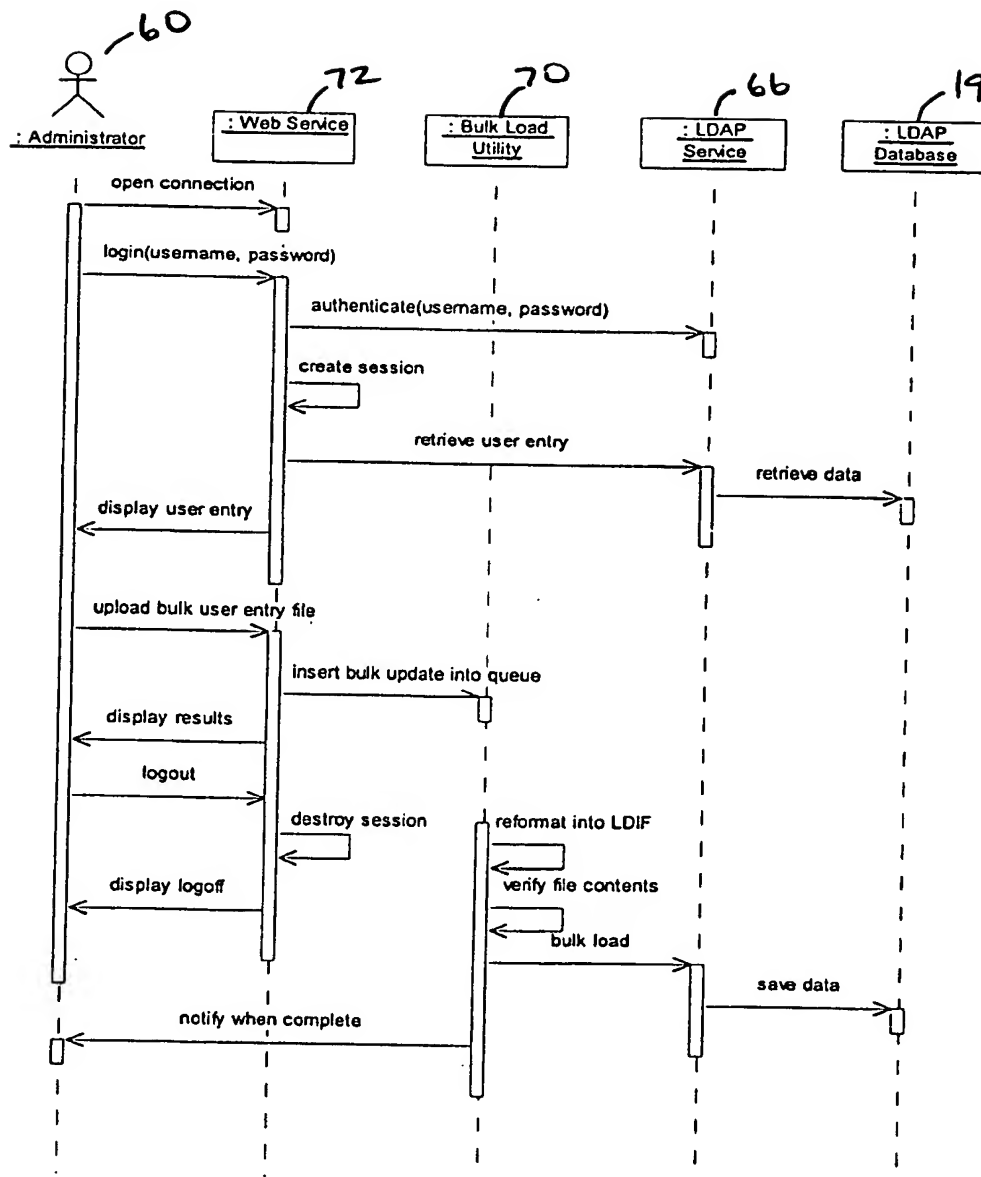 60
72
70
66
19
: Administrator
: Web Service
: Bulk Load
Utility
: LDAP
Service
: LDAP
Database
open connection
login(username, password)
authenticate(username, password)
create session
retrieve user entry
retrieve data
display user entry
upload bulk user entry file
insert bulk update into queue
display results
logout
destroy session
reformat into LDIF
display logoff
verify file contents
bulk load
save data
notify when complete